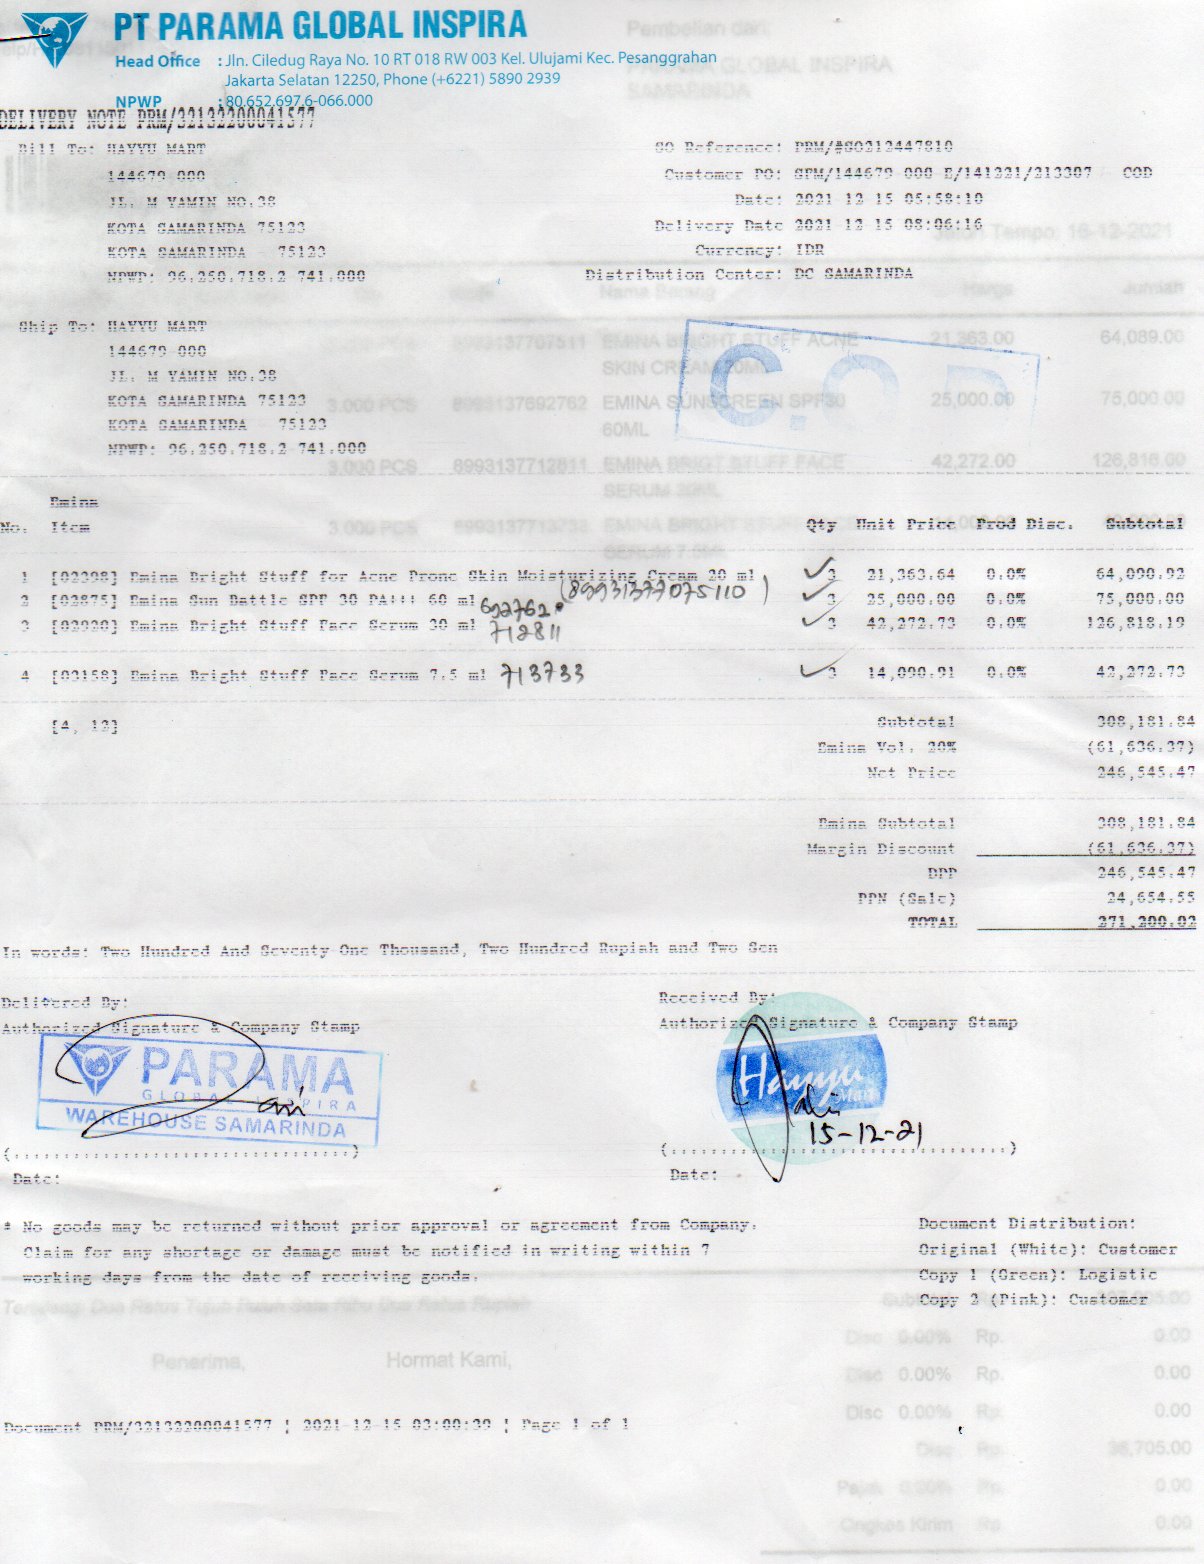 PT PARAMA GLOBAL INSPIRA
Head Office : Jln. Ciledug Raya No. 10 RT 018 RW 003 Kel. Ulujami Kec. Pesanggrahan
Jakarta Selatan 12250, Phone (+6221) 5890 2939
NPWP : 80.652.697.6-066.000
DELIVERY NOTE PRM/32132200041577
Bill To: HAYYU MART
144679-000
JL. M YAMIN NO.38
KOTA SAMARINDA 75123
KOTA SAMARINDA - 75123
NPWP: 96.250.718.2-741.000
SO Reference: PRM/#SO212447810
Customer PO: GFM/144679-000-E/141221/213307 - COD
Date: 2021-12-15 05:58:10
Delivery Date 2021-12-15 08:06:16
Currency: IDR
Distribution Center: DC SAMARINDA
Jatuh Tempo: 16-12-2021
Ship To: HAYYU MART
144679-000
JL. M YAMIN NO.38
KOTA SAMARINDA 75123
KOTA SAMARINDA - 75123
NPWP: 96.250.718.2-741.000
C.O.D
Emina
No. Item Qty Unit Price Prod Disc. Subtotal
1 [02398] Emina Bright Stuff for Acne Prone Skin Moisturizing Cream 20 ml 3 21,363.64 0.0% 64,090.92
(89931377075110)
2 [02875] Emina Sun Battle SPF 30 PA+++ 60 ml 692762 3 25,000.00 0.0% 75,000.00
3 [02920] Emina Bright Stuff Face Serum 30 ml 712811 3 42,272.73 0.0% 126,818.19
4 [03158] Emina Bright Stuff Face Serum 7.5 ml 713733 3 14,090.91 0.0% 42,272.73
[4, 12]
Subtotal 308,181.84
Emina Vol. 20% (61,636.37)
Net Price 246,545.47
Emina Subtotal 308,181.84
Margin Discount (61,636.37)
DPP 246,545.47
PPN (Sale) 24,654.55
TOTAL 271,200.02
In words: Two Hundred And Seventy One Thousand, Two Hundred Rupiah and Two Sen
Delivered By:
Authorized Signature & Company Stamp
PARAMA
GLOBAL INSPIRA
WAREHOUSE SAMARINDA
(...................................)
Date:
Received By:
Authorized Signature & Company Stamp
Hayyu
Mart
15-12-21
(...................................)
Date:
* No goods may be returned without prior approval or agreement from Company.
Claim for any shortage or damage must be notified in writing within 7
working days from the date of receiving goods.
Document Distribution:
Original (White): Customer
Copy 1 (Green): Logistic
Copy 2 (Pink): Customer
Penerima, Hormat Kami,
Document PRM/32132200041577 | 2021-12-15 03:00:39 | Page 1 of 1